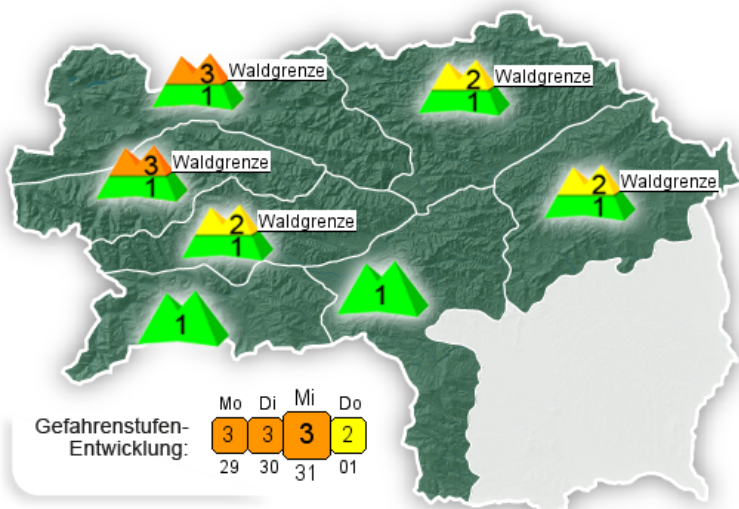 3 Waldgrenze
1
2 Waldgrenze
1
3 Waldgrenze
1
2 Waldgrenze
1
2 Waldgrenze
1
1
1
Gefahrenstufen-
Entwicklung:
Mo Di Mi Do
3 3 3 2
29 30 31 01